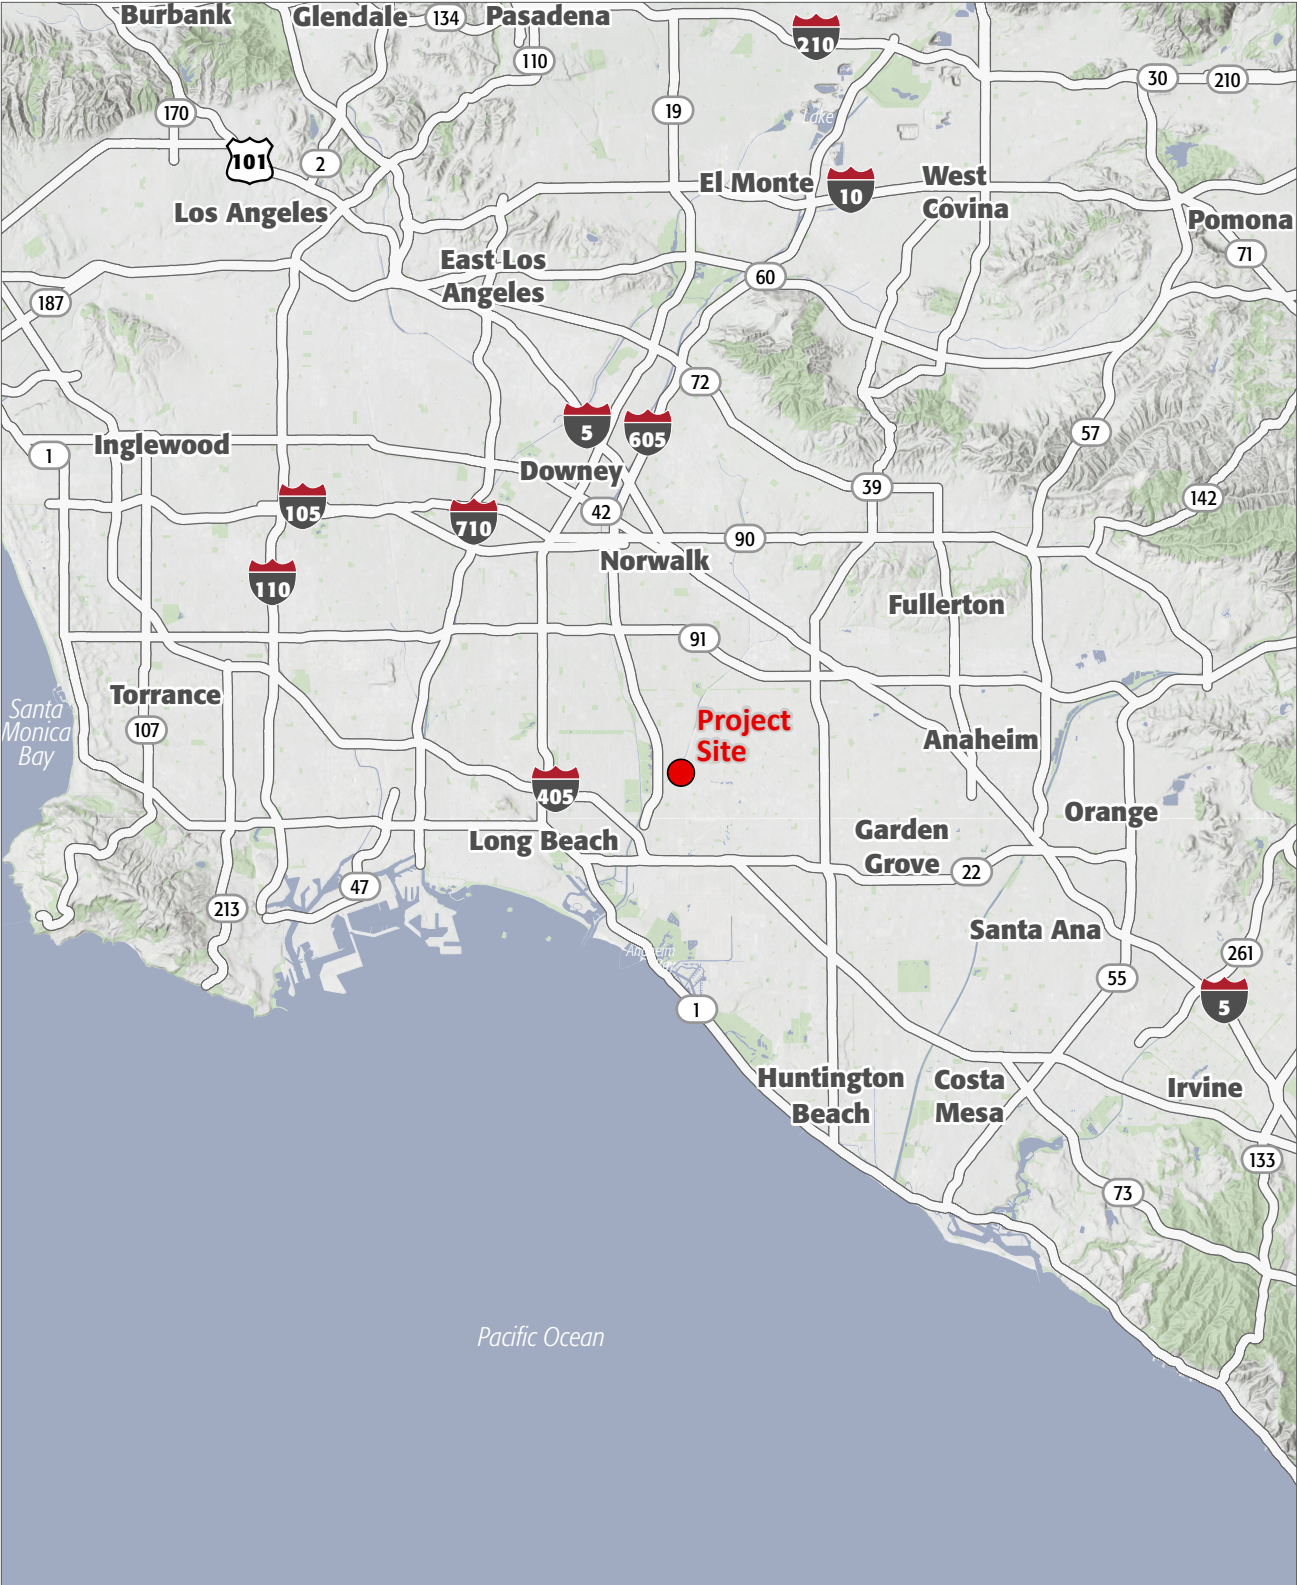 Burbank
Glendale
134
Pasadena
210
110
30
210
170
19
Lake
101
2
El Monte
10
West
Covina
Los Angeles
Pomona
71
East Los
Angeles
60
187
72
5
605
57
1
Inglewood
Downey
39
142
105
710
42
90
110
Norwalk
Fullerton
91
Torrance
107
Santa
Monica
Bay
Project
Site
Anaheim
405
Orange
Long Beach
Garden
Grove
22
47
213
Santa Ana
261
Anaheim
Bay
55
5
1
Huntington
Beach
Costa
Mesa
Irvine
133
73
Pacific Ocean